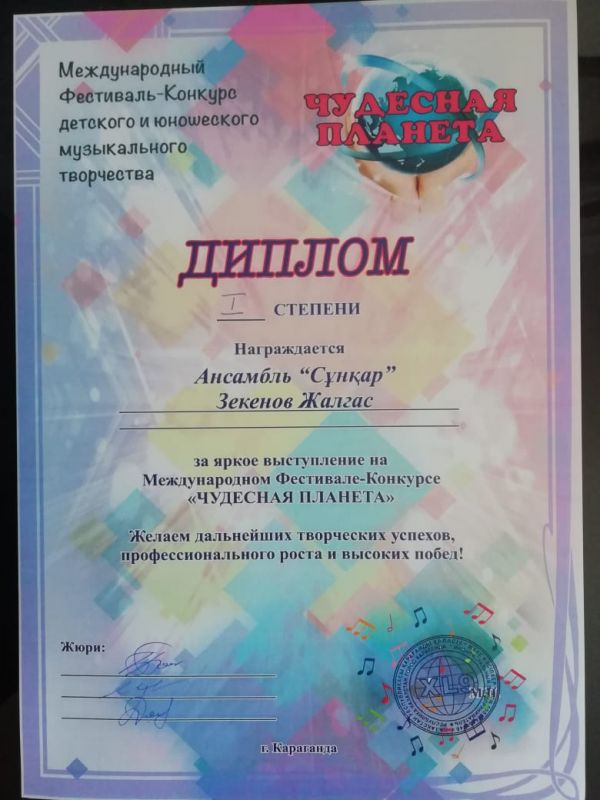 Международный
Фестиваль-Конкурс
детского и юношеского
музыкального
творчества
ЧУДЕСНАЯ
ПЛАНЕТА
ДИПЛОМ
I СТЕПЕНИ
Награждается
Ансамбль “Сұнқар”
Зекенов Жалгас
за яркое выступление на
Международном Фестивале-Конкурсе
«ЧУДЕСНАЯ ПЛАНЕТА»
Желаем дальнейших творческих успехов,
профессионального роста и высоких побед!
Жюри:
М.П
г. Караганда